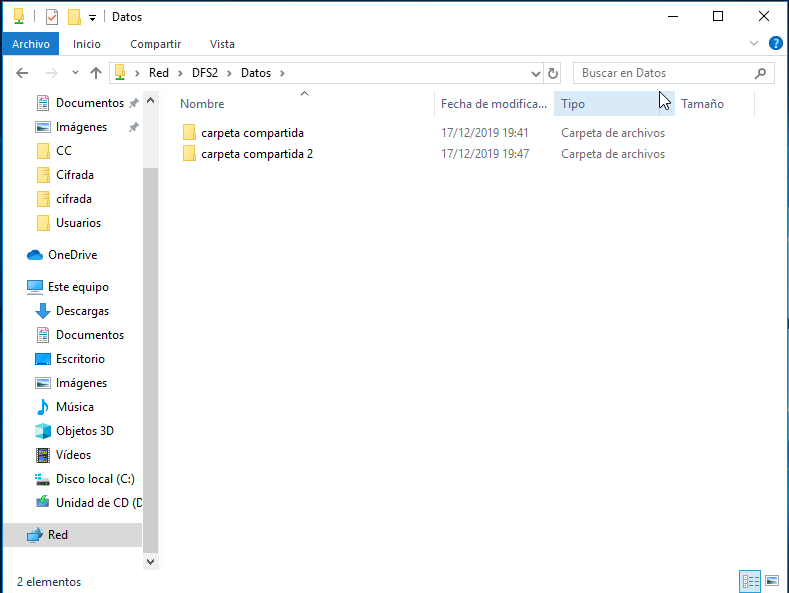 Datos
Archivo Inicio Compartir Vista
Red DFS2 Datos Buscar en Datos
Nombre Fecha de modifica... Tipo Tamaño
carpeta compartida 17/12/2019 19:41 Carpeta de archivos
carpeta compartida 2 17/12/2019 19:47 Carpeta de archivos
Documentos
Imágenes
CC
Cifrada
cifrada
Usuarios
OneDrive
Este equipo
Descargas
Documentos
Escritorio
Imágenes
Música
Objetos 3D
Vídeos
Disco local (C:)
Unidad de CD (D
Red
2 elementos